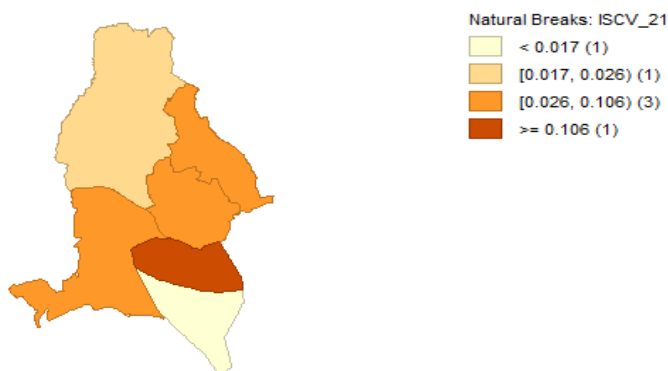 Natural Breaks: ISCV_21
< 0.017 (1)
[0.017, 0.026) (1)
[0.026, 0.106) (3)
>= 0.106 (1)